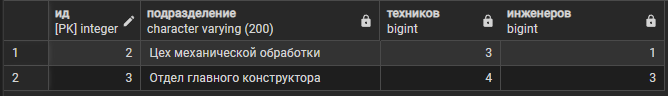 ид подразделение техников инженеров
[PK] integer character varying (200) bigint bigint
1 2 Цех механической обработки 3 1
2 3 Отдел главного конструктора 4 3